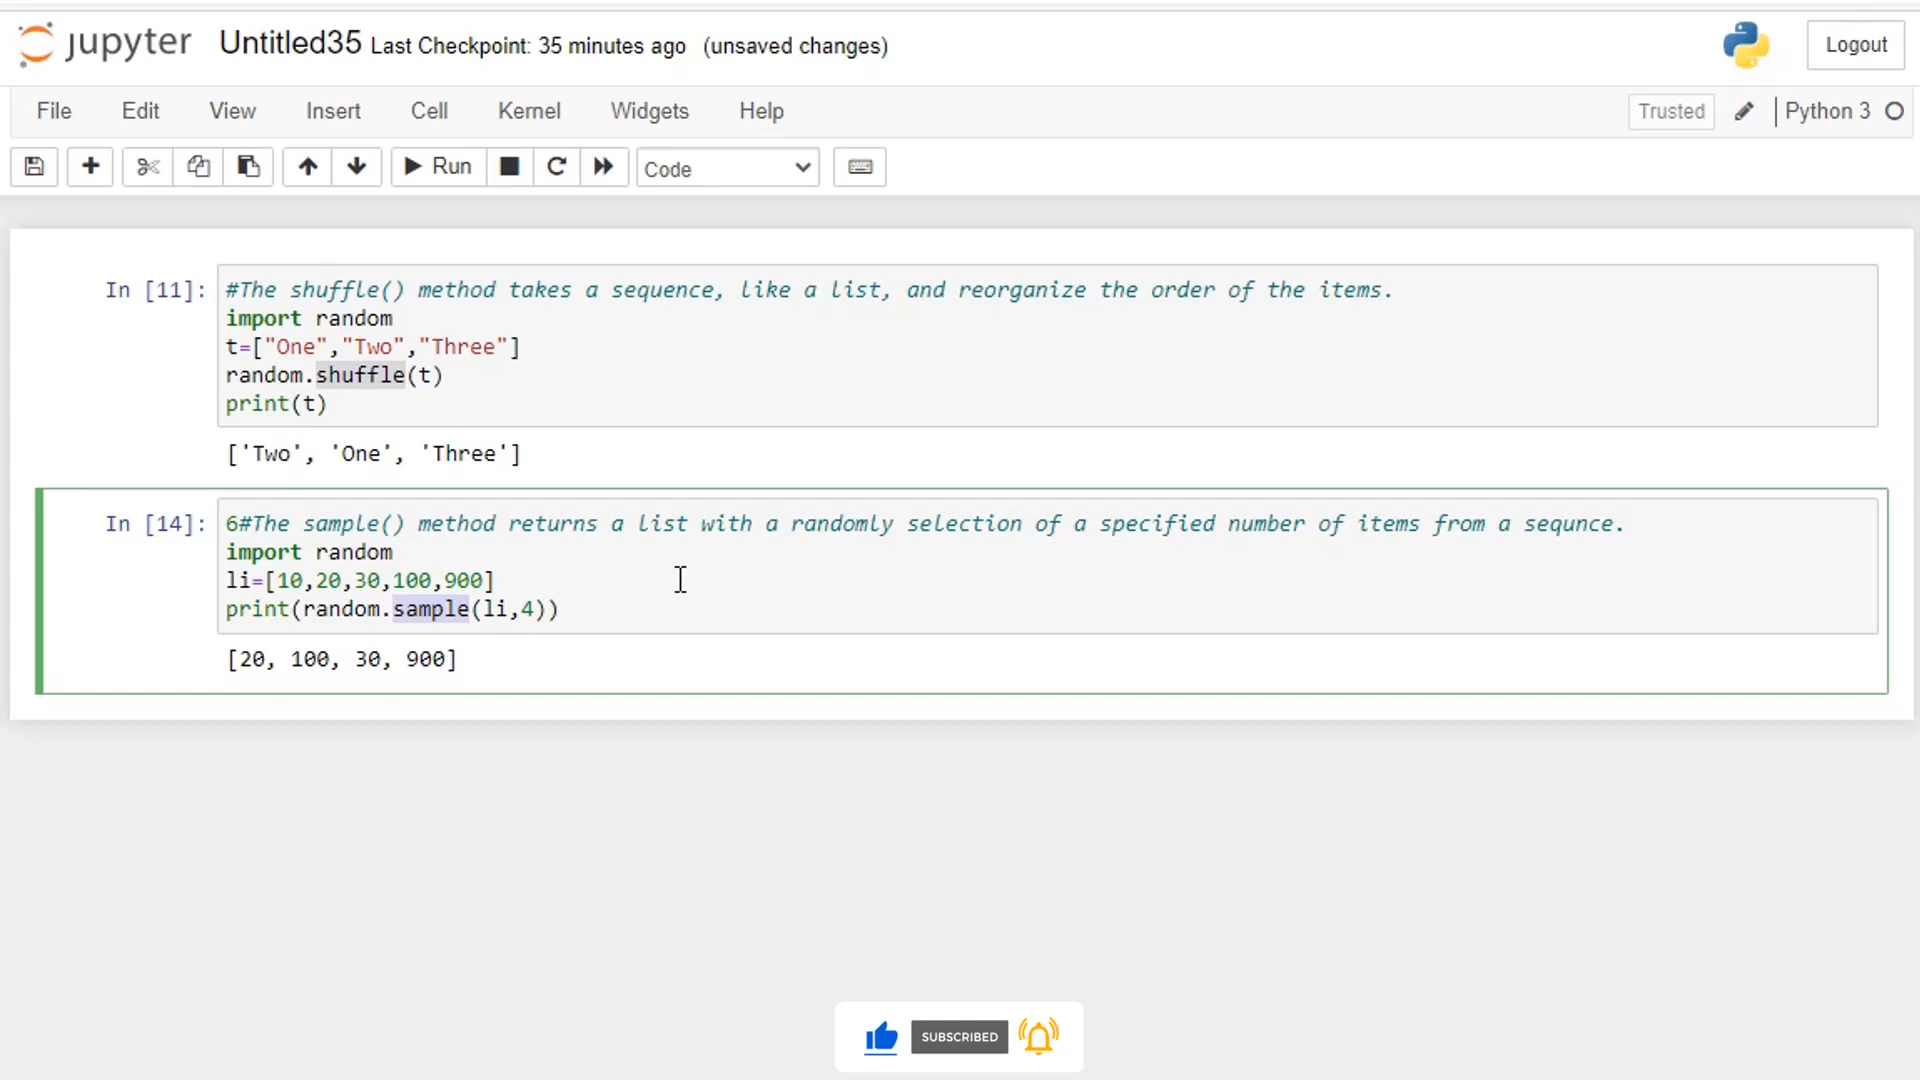 jupyter Untitled35 Last Checkpoint: 35 minutes ago (unsaved changes) Logout
File Edit View Insert Cell Kernel Widgets Help Trusted Python 3
Run Code
In [11]: #The shuffle() method takes a sequence, like a list, and reorganize the order of the items.
import random
t=["One","Two","Three"]
random.shuffle(t)
print(t)
['Two', 'One', 'Three']
In [14]: 6#The sample() method returns a list with a randomly selection of a specified number of items from a sequnce.
import random
li=[10,20,30,100,900]
print(random.sample(li,4))
[20, 100, 30, 900]
SUBSCRIBED